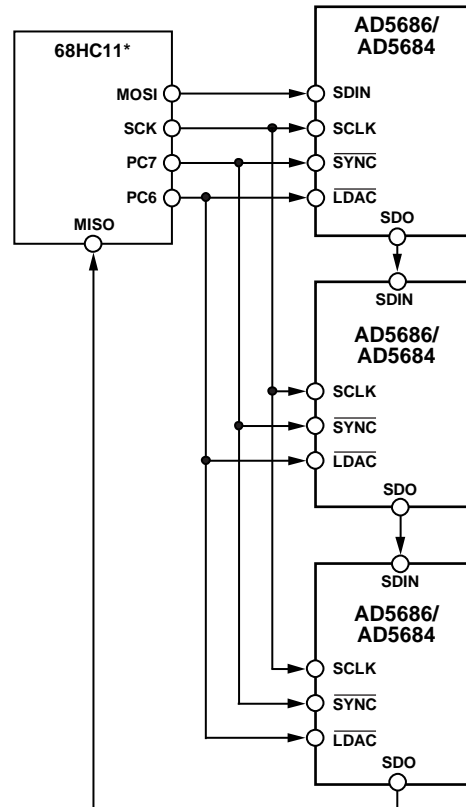 68HC11*
MOSI
SCK
PC7
PC6
MISO
AD5686/
AD5684
SDIN
SCLK
SYNC
LDAC
SDO
SDIN
AD5686/
AD5684
SCLK
SYNC
LDAC
SDO
SDIN
AD5686/
AD5684
SCLK
SYNC
LDAC
SDO